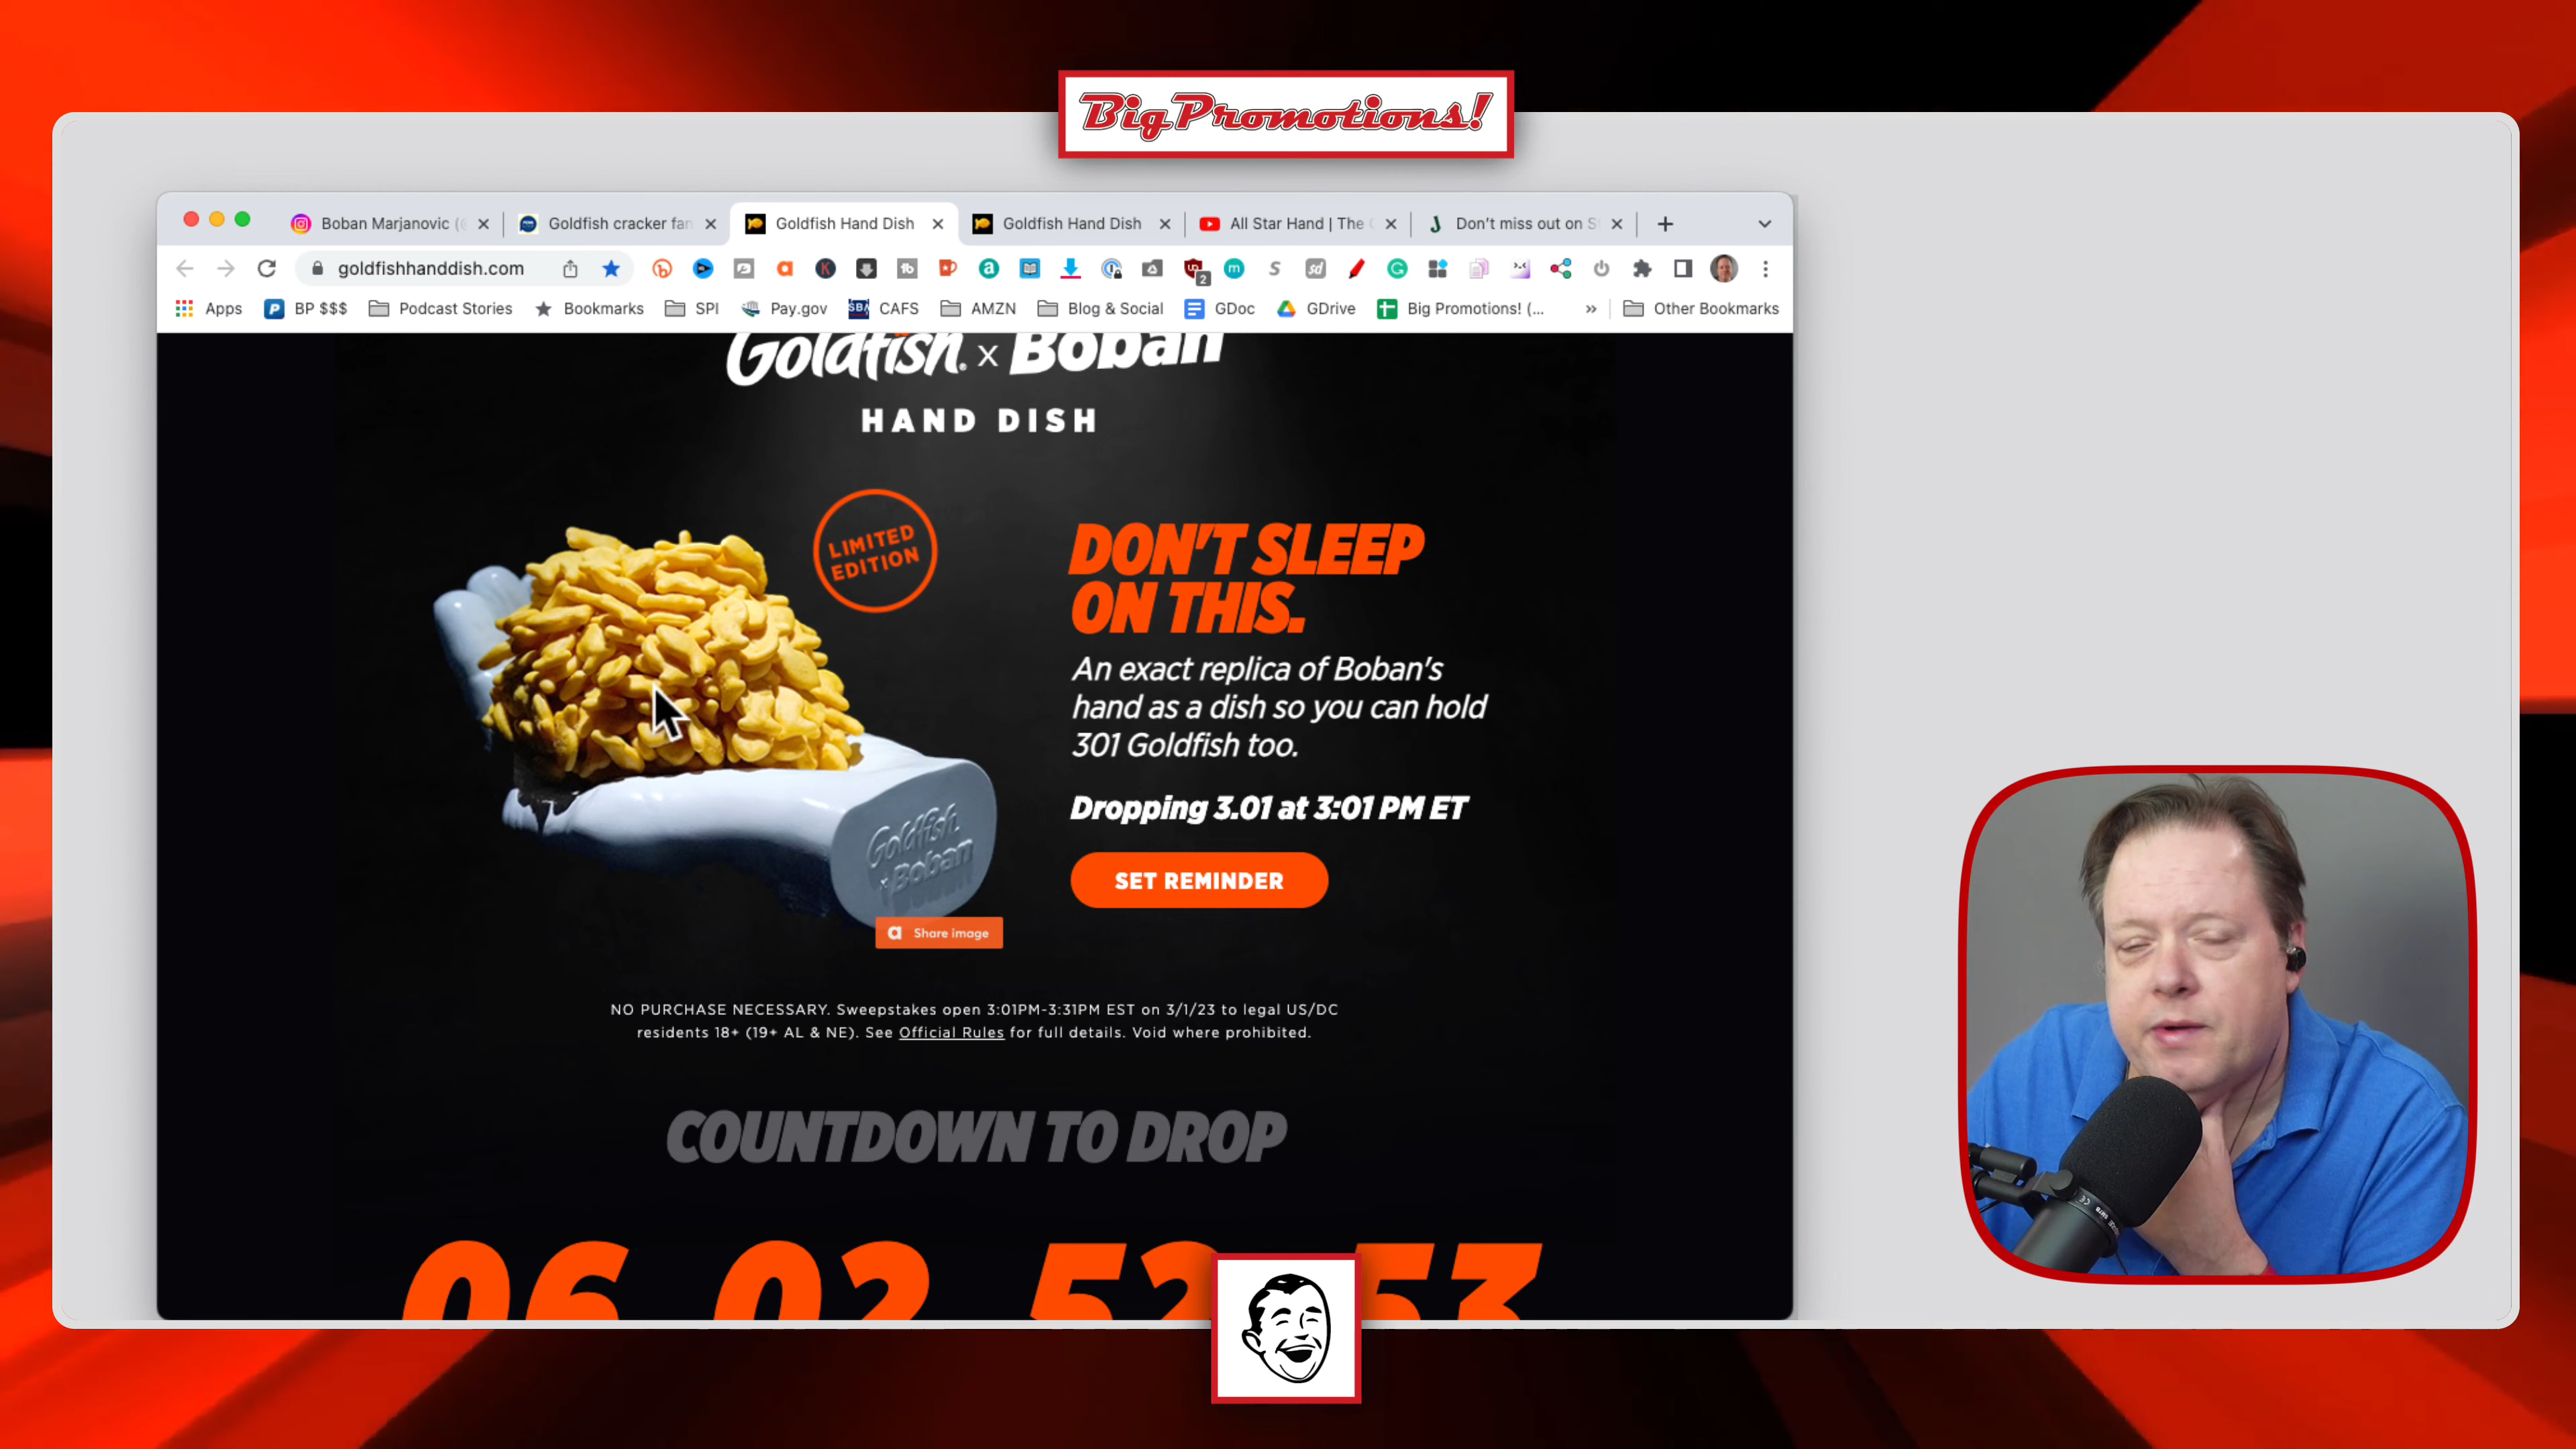 Big Promotions!
Boban Marjanovic (
Goldfish cracker fan
Goldfish Hand Dish
Goldfish Hand Dish
All Star Hand | The
Don't miss out on S
goldfishhanddish.com
2
Apps
BP $$$
Podcast Stories
Bookmarks
SPI
Pay.gov
SBA
CAFS
AMZN
Blog & Social
GDoc
GDrive
Big Promotions! (...
»
Other Bookmarks
Goldfish® x Boban
HAND DISH
LIMITED
EDITION
DON'T SLEEP
ON THIS.
An exact replica of Boban's
hand as a dish so you can hold
301 Goldfish too.
Dropping 3.01 at 3:01 PM ET
SET REMINDER
Goldfish
x Boban
Share image
NO PURCHASE NECESSARY. Sweepstakes open 3:01PM-3:31PM EST on 3/1/23 to legal US/DC
residents 18+ (19+ AL & NE). See Official Rules for full details. Void where prohibited.
COUNTDOWN TO DROP
06 02 52 53